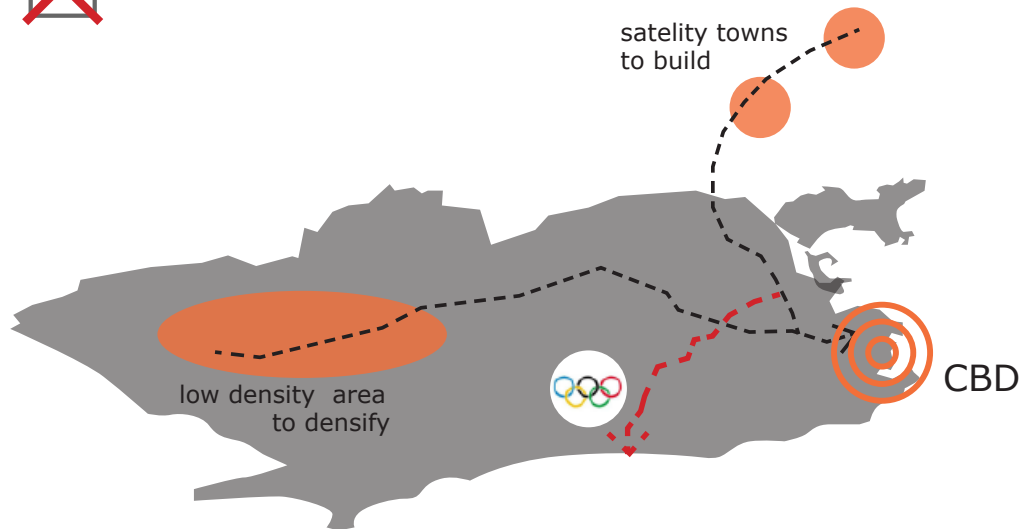 satelity towns
to build
low density area
to densify
CBD